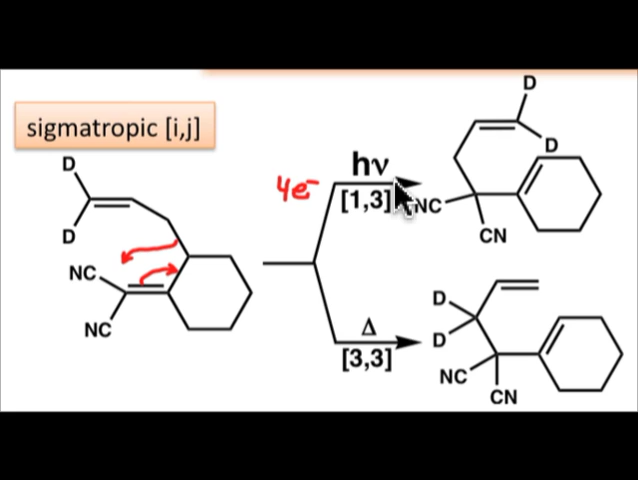 sigmatropic [i,j]
D
D
NC
NC
4e⁻
hν
[1,3]
D
D
NC
CN
Δ
[3,3]
D
D
NC
CN